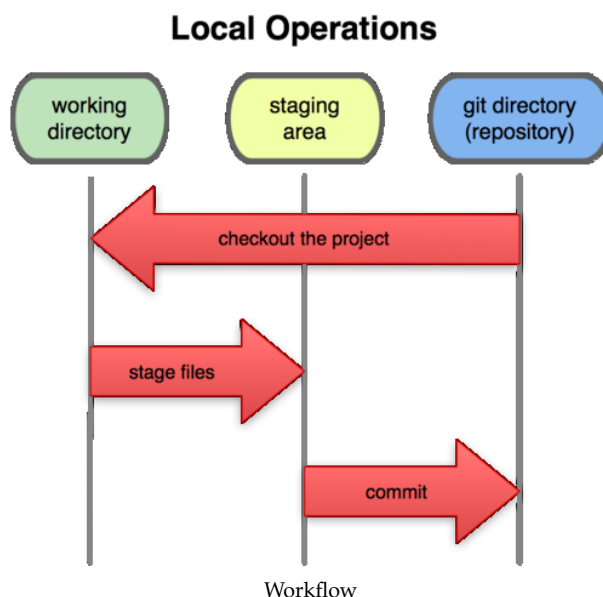 Local Operations
working
directory
staging
area
git directory
(repository)
checkout the project
stage files
commit
Workflow